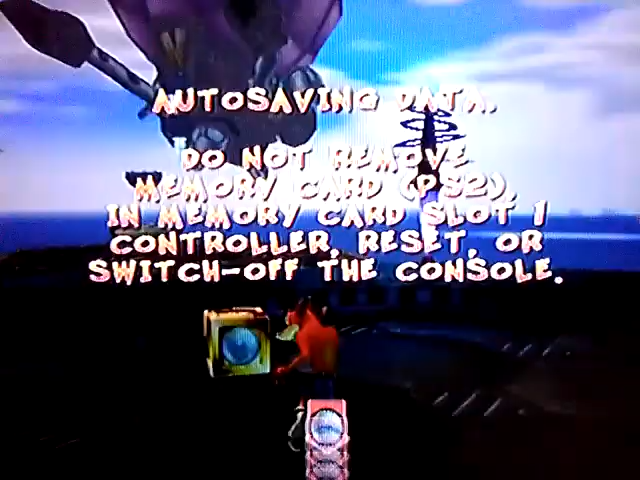 AUTOSAVING DATA.
DO NOT REMOVE
MEMORY CARD (PS2)
IN MEMORY CARD SLOT 1
CONTROLLER, RESET, OR
SWITCH-OFF THE CONSOLE.